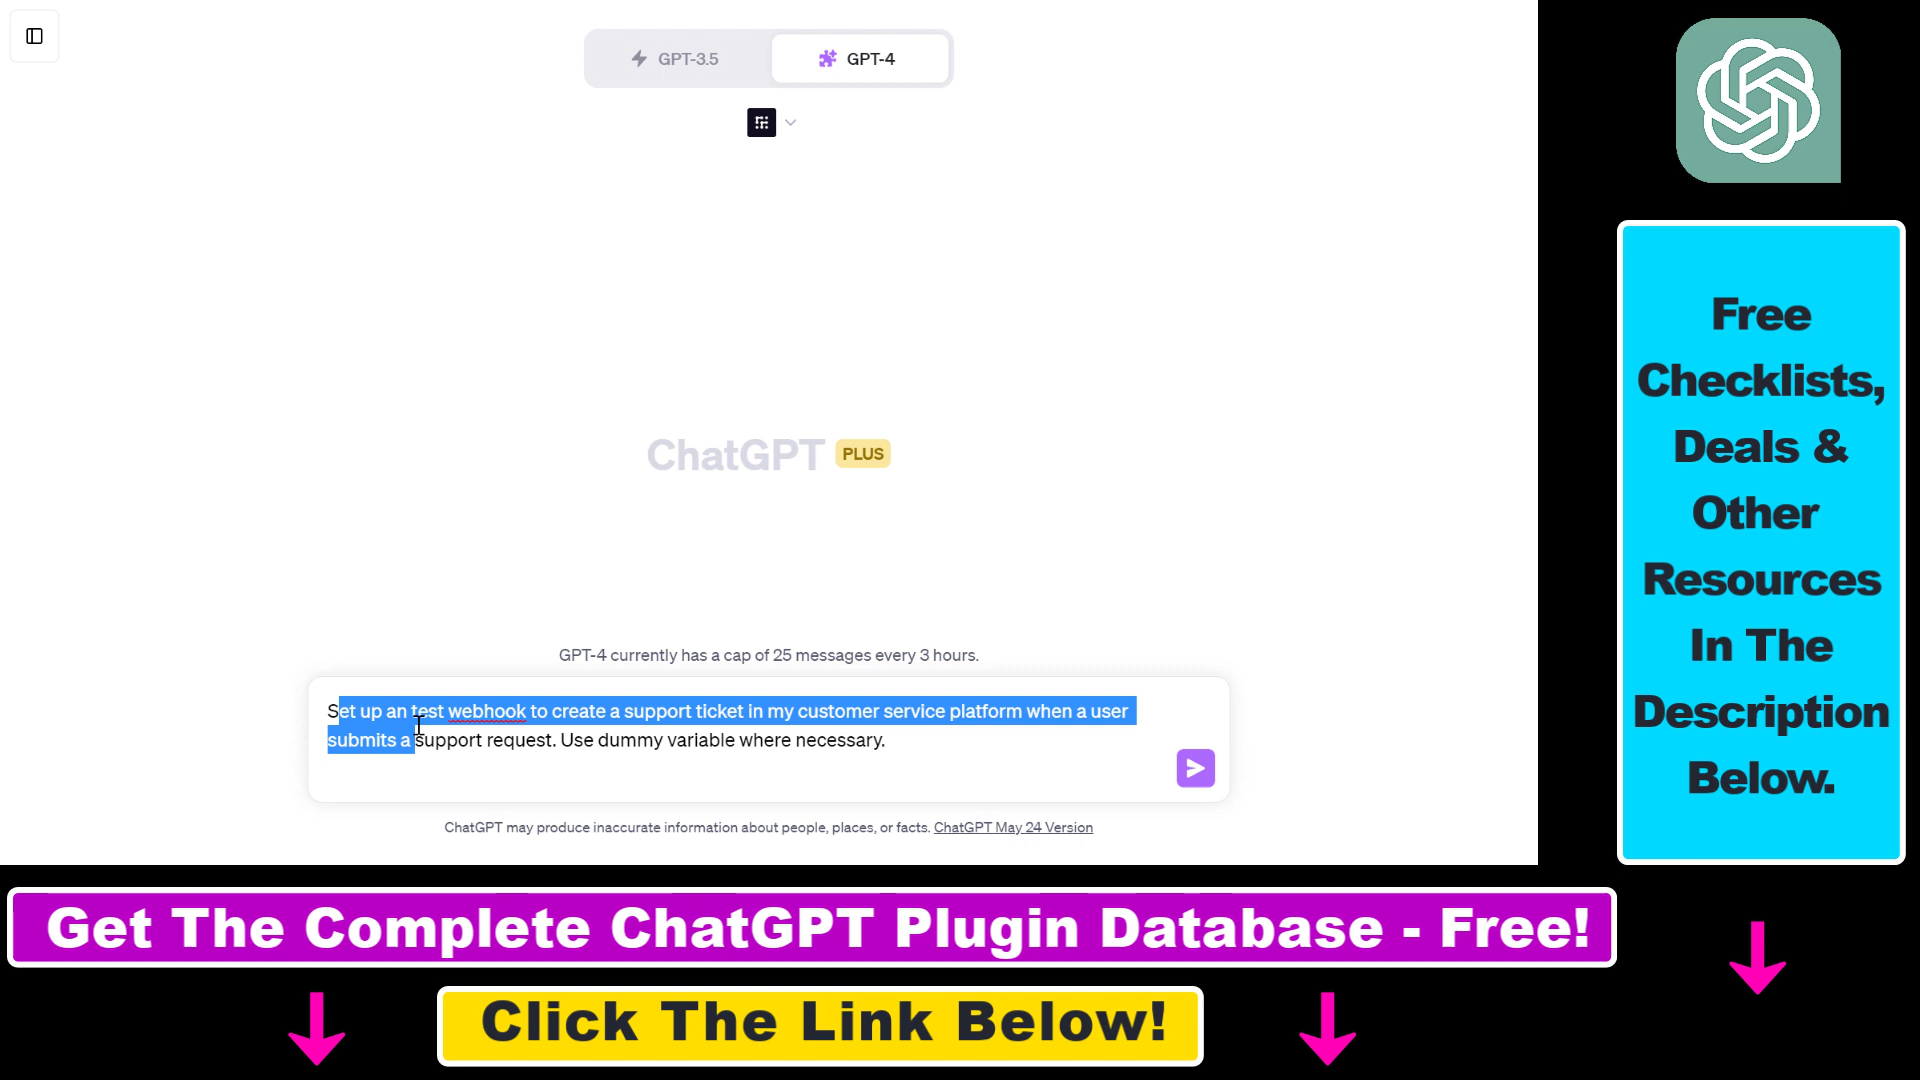 GPT-3.5
GPT-4
ChatGPT PLUS
GPT-4 currently has a cap of 25 messages every 3 hours.
Set up an test webhook to create a support ticket in my customer service platform when a user
submits a support request. Use dummy variable where necessary.
ChatGPT may produce inaccurate information about people, places, or facts. ChatGPT May 24 Version
Free
Checklists,
Deals &
Other
Resources
In The
Description
Below.
Get The Complete ChatGPT Plugin Database - Free!
Click The Link Below!